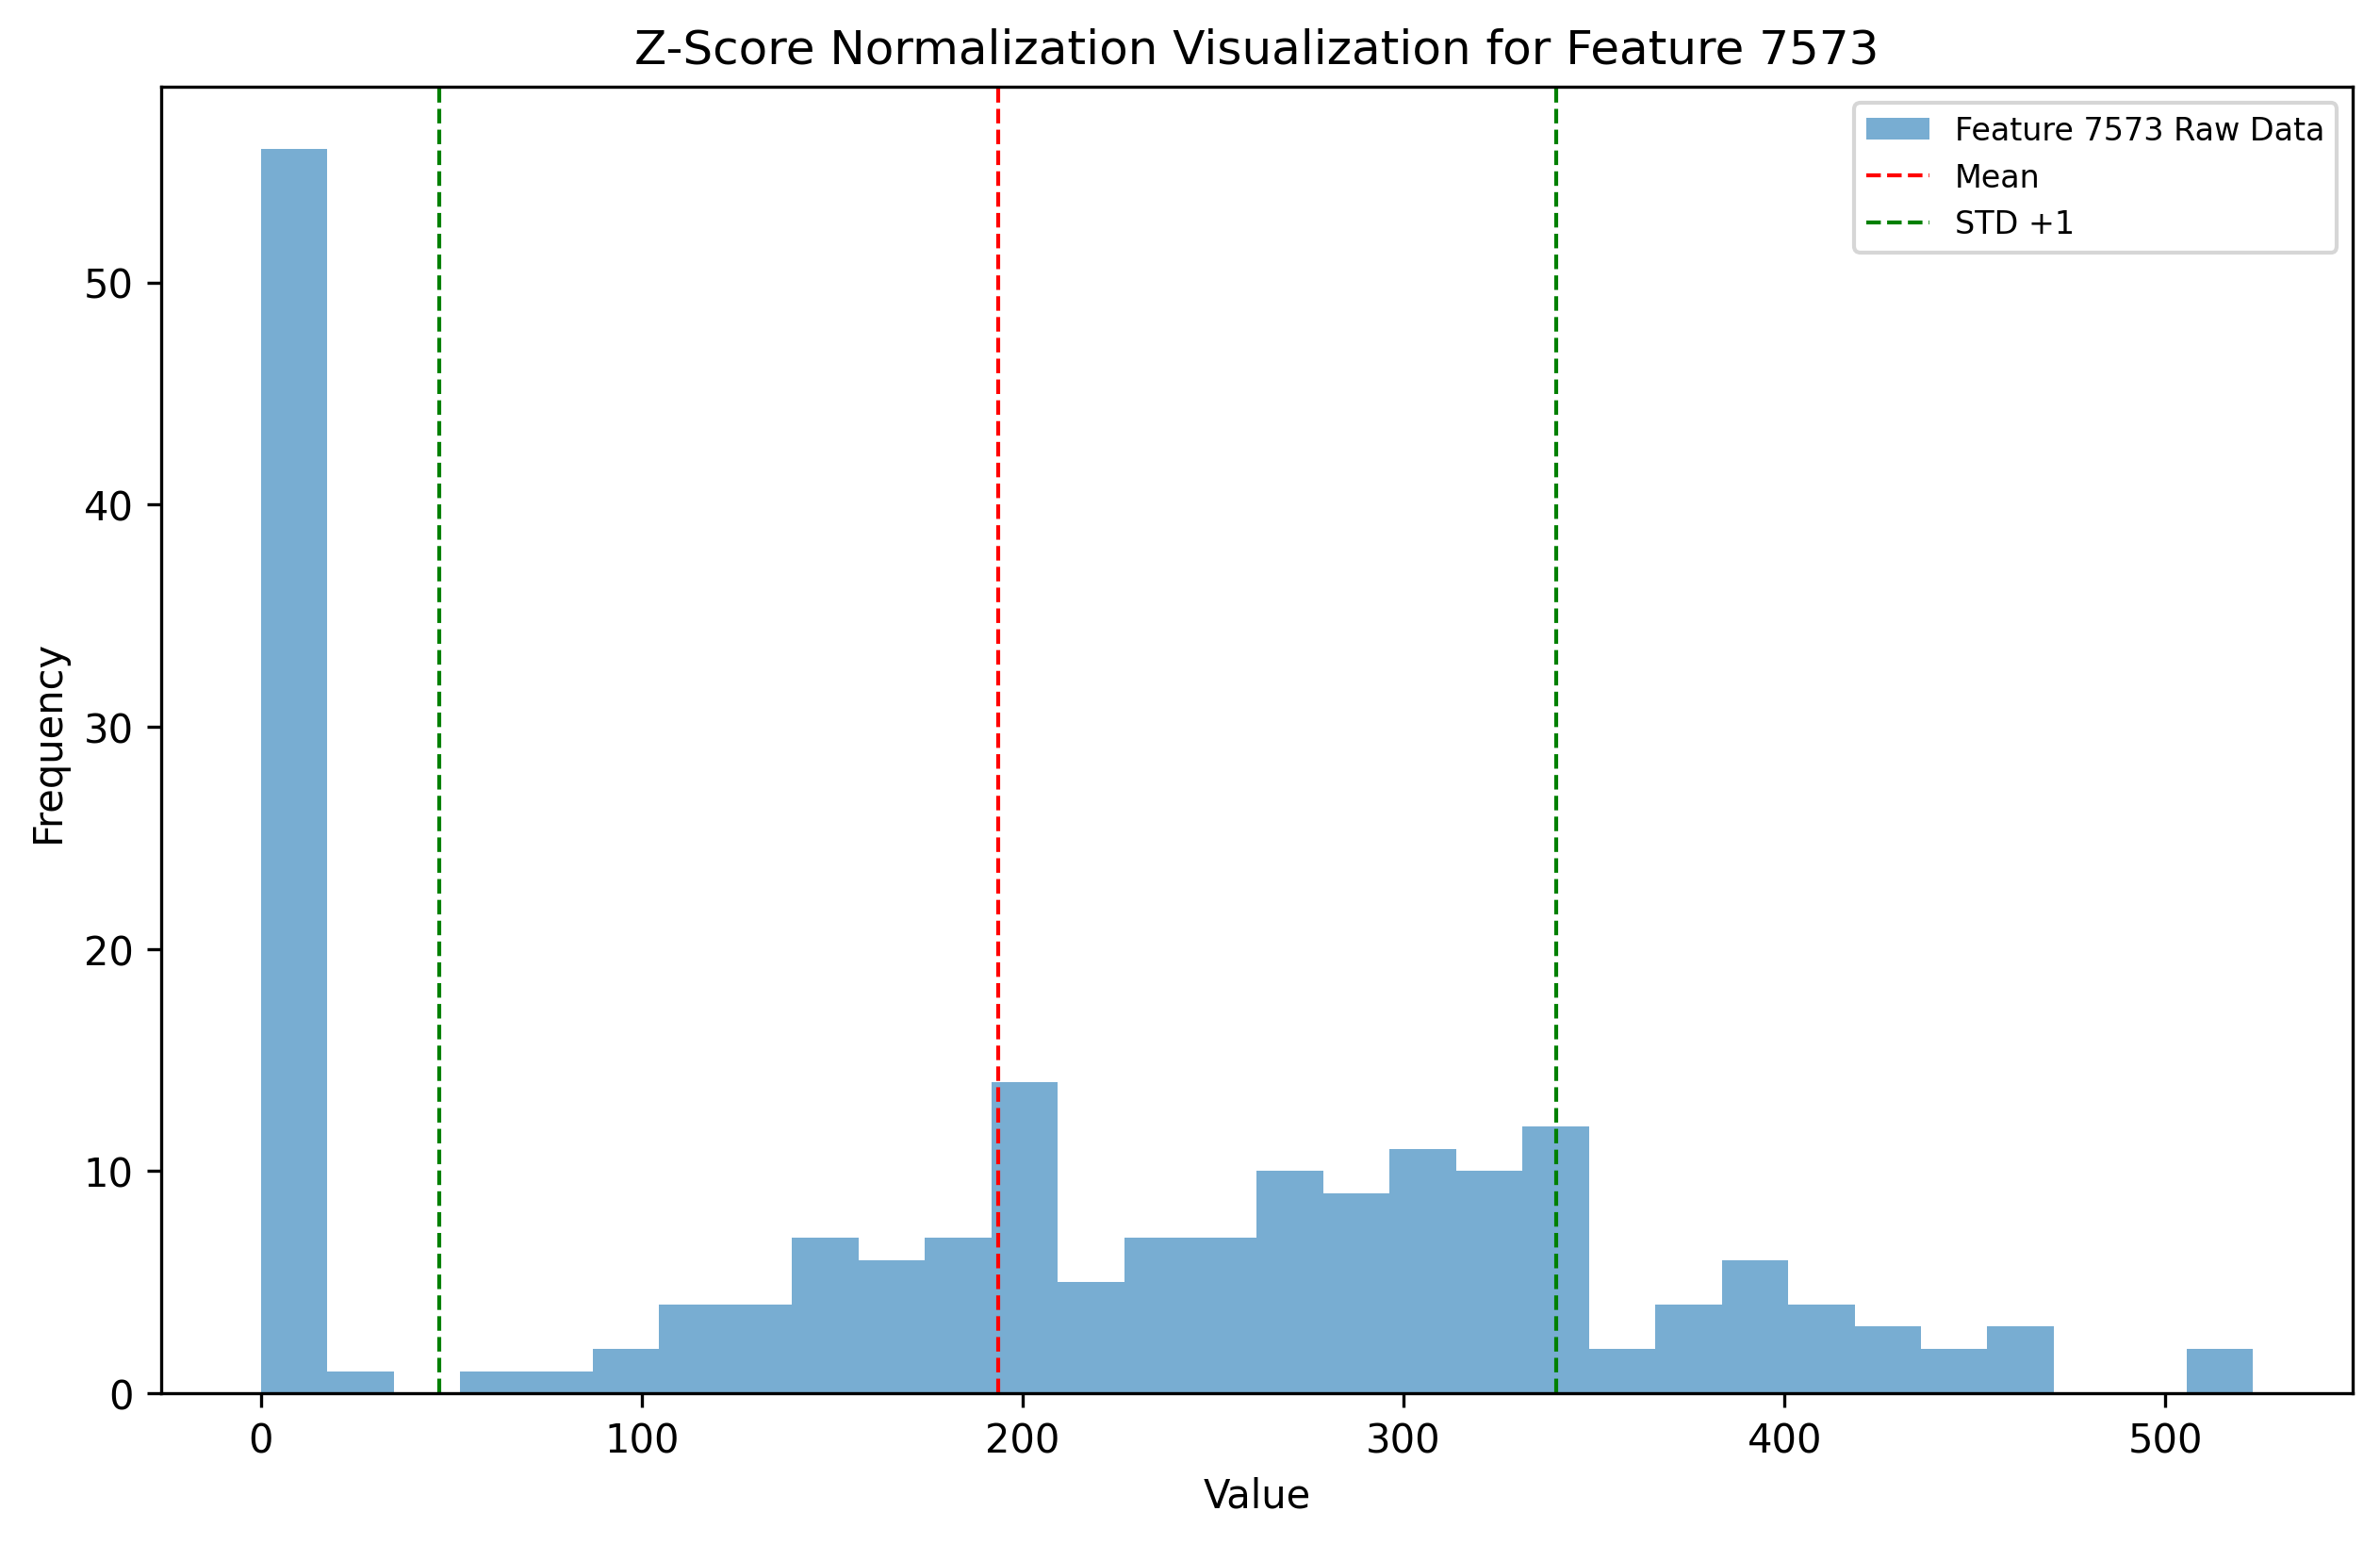 Z-Score Normalization Visualization for Feature 7573
Feature 7573 Raw Data
Mean
STD +1
Frequency
50
40
30
20
10
0
0 100 200 300 400 500
Value